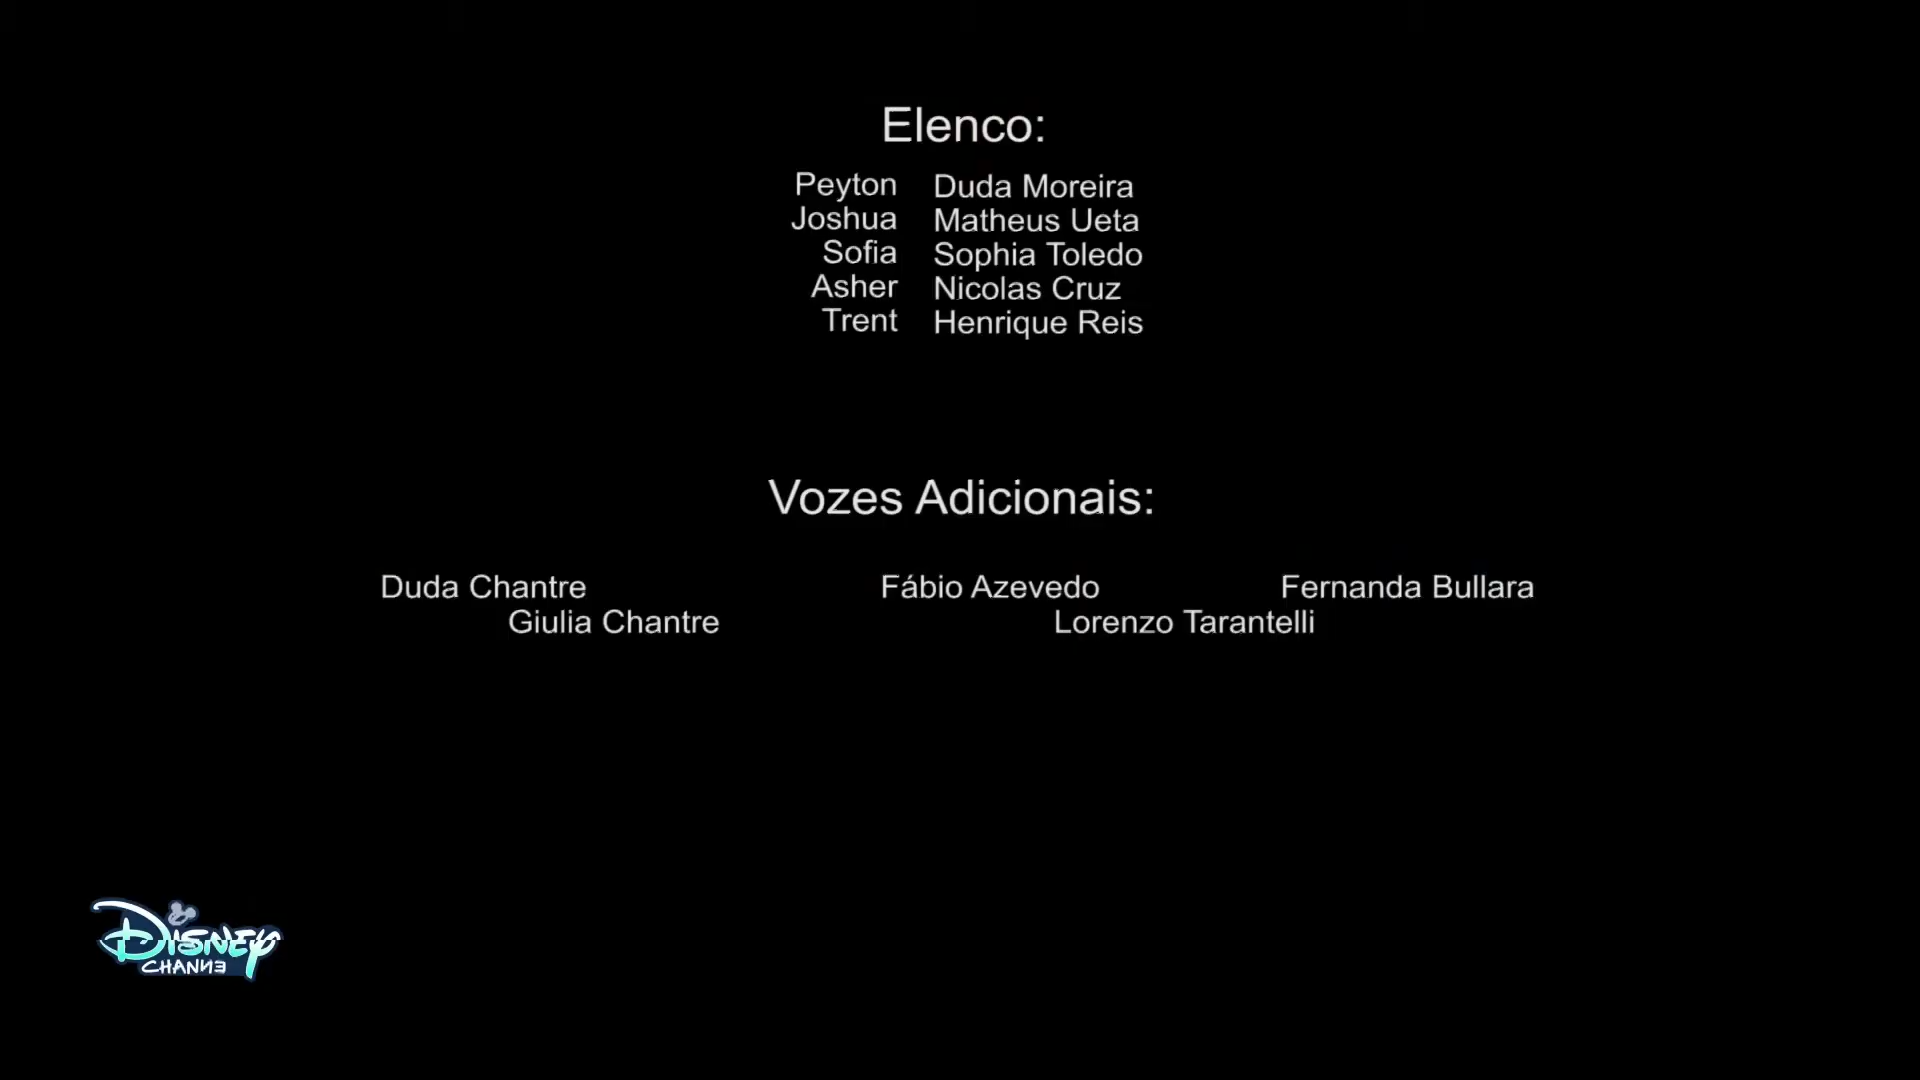 Elenco:
Peyton Duda Moreira
Joshua Matheus Ueta
Sofia Sophia Toledo
Asher Nicolas Cruz
Trent Henrique Reis
Vozes Adicionais:
Duda Chantre Fábio Azevedo Fernanda Bullara
Giulia Chantre Lorenzo Tarantelli
DISNEY